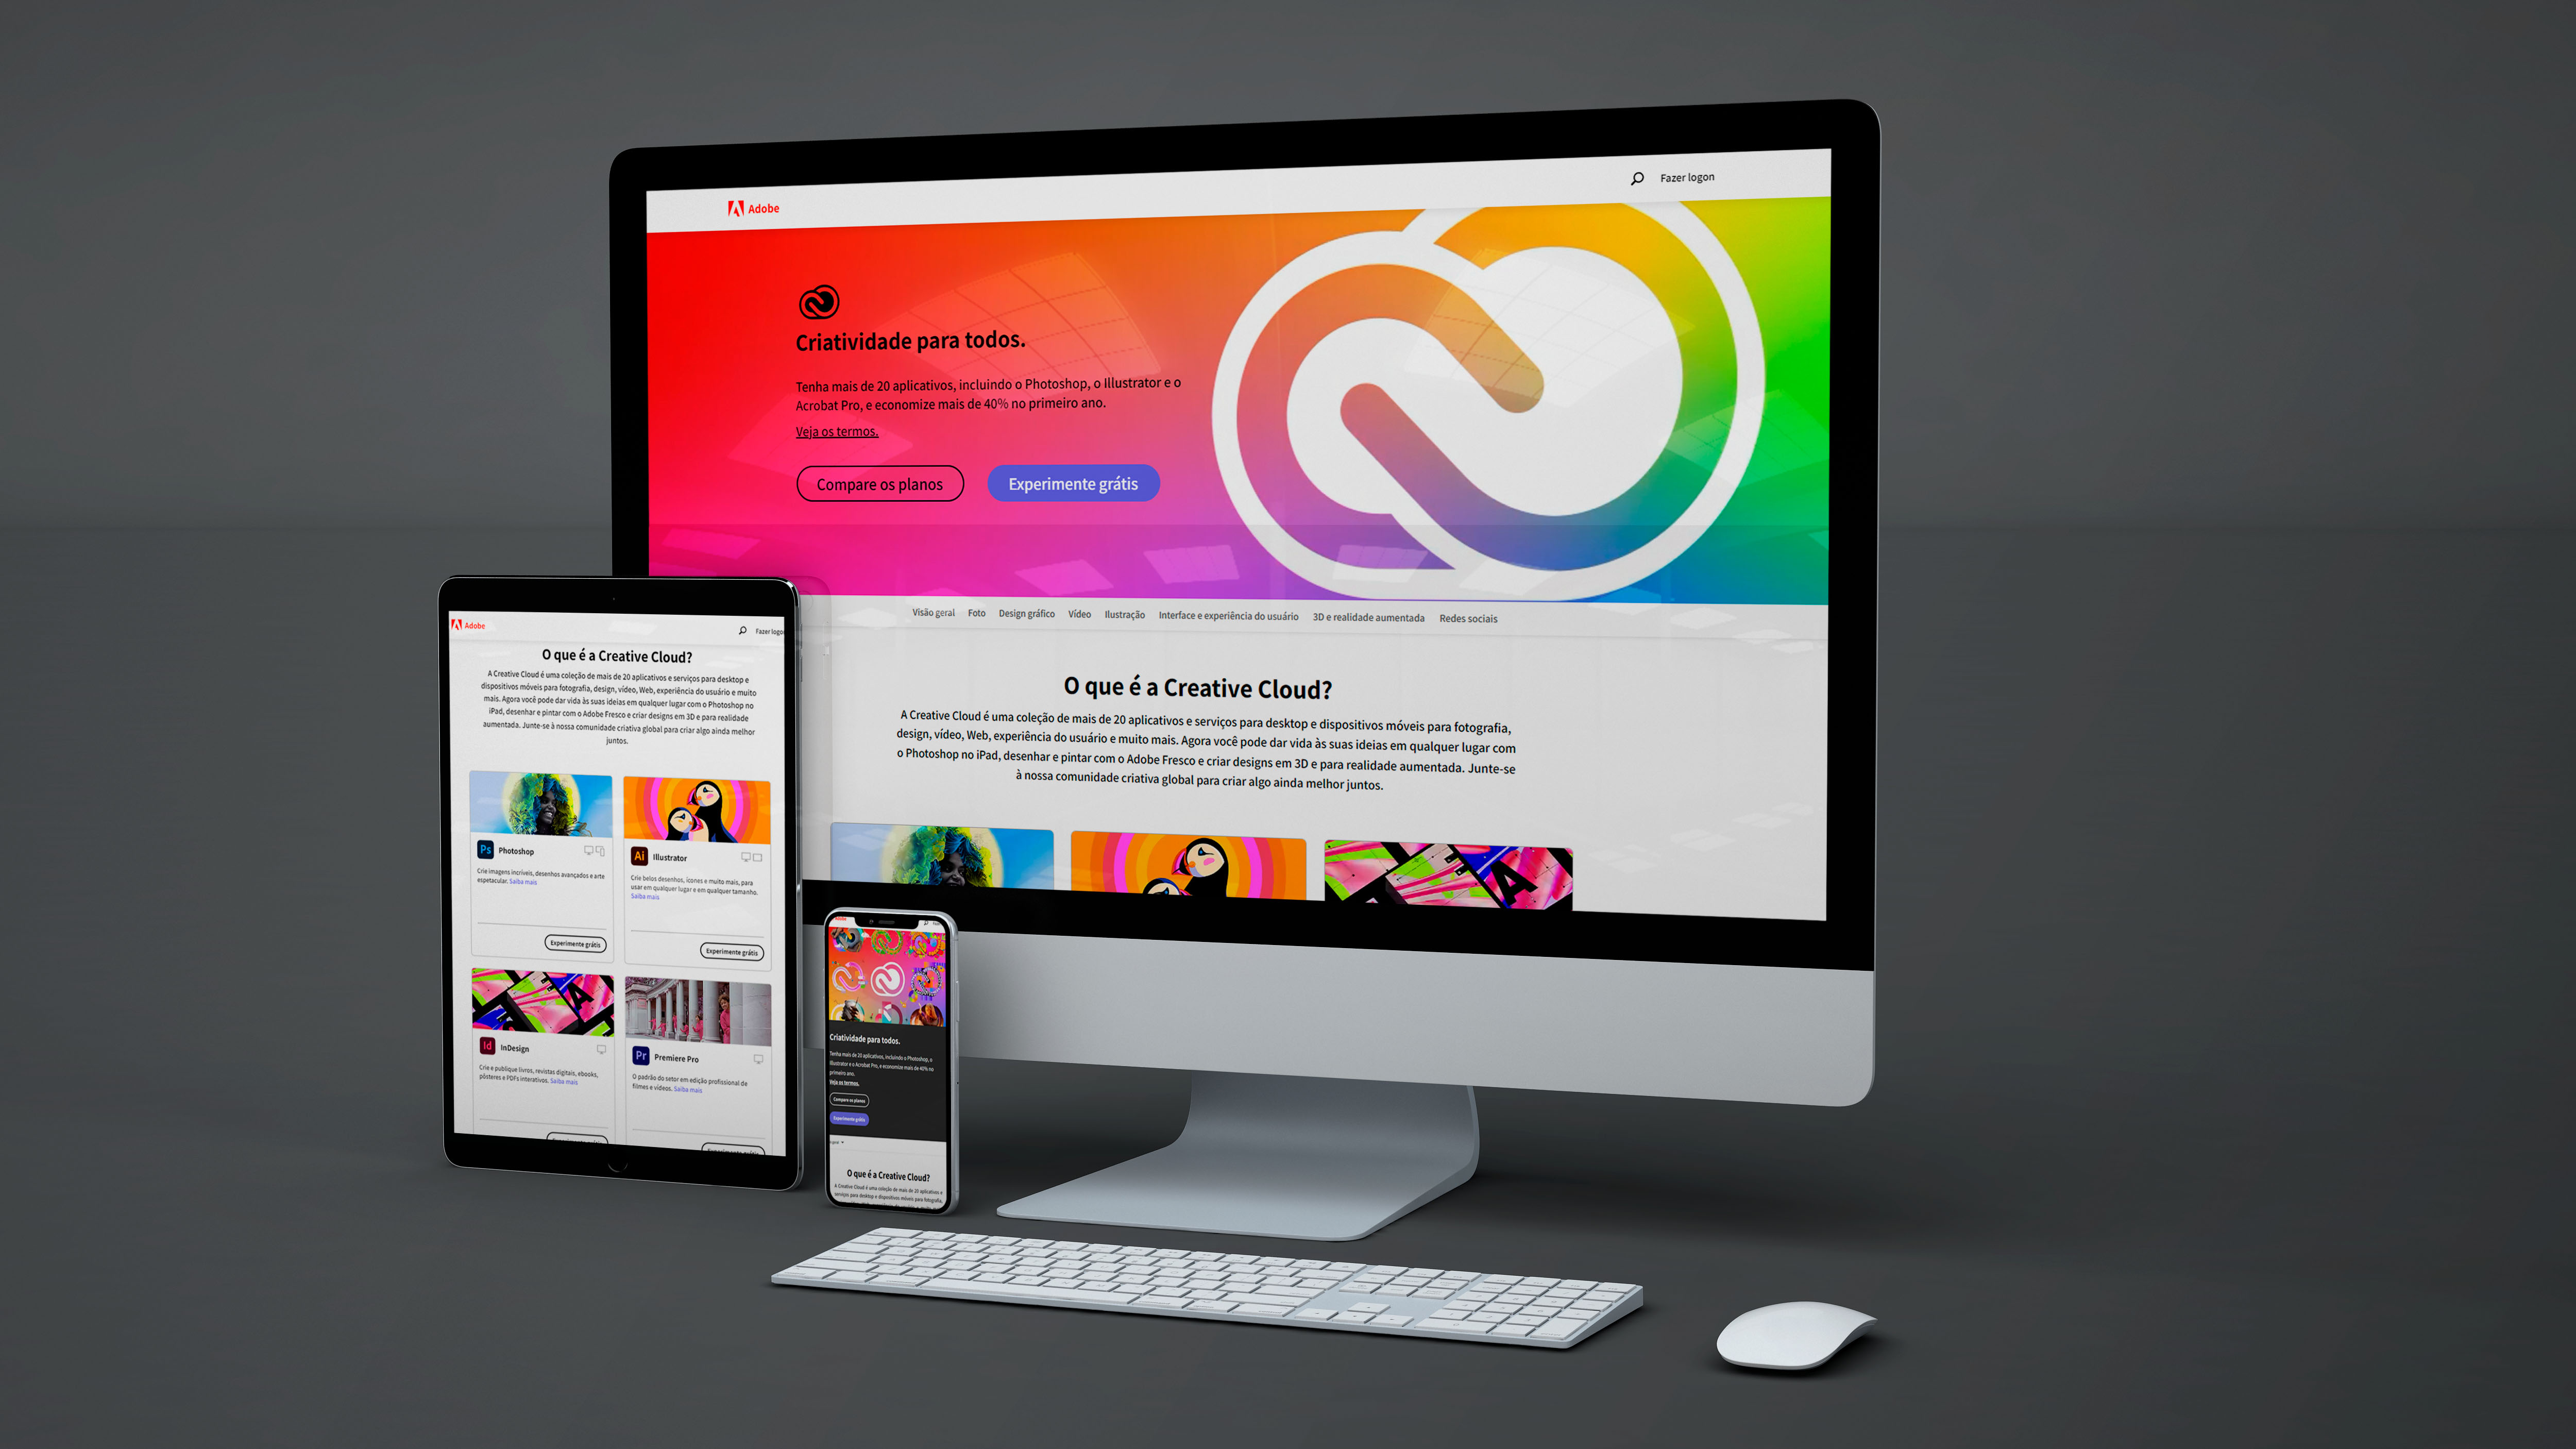 Adobe
Fazer logon
Criatividade para todos.
Tenha mais de 20 aplicativos, incluindo o Photoshop, o Illustrator e o
Acrobat Pro, e economize mais de 40% no primeiro ano.
Veja os termos.
Compare os planos
Experimente grátis
Visão geral Foto Design gráfico Vídeo Ilustração Interface e experiência do usuário 3D e realidade aumentada Redes sociais
O que é a Creative Cloud?
A Creative Cloud é uma coleção de mais de 20 aplicativos e serviços para desktop e dispositivos móveis para fotografia,
design, vídeo, Web, experiência do usuário e muito mais. Agora você pode dar vida às suas ideias em qualquer lugar com
o Photoshop no iPad, desenhar e pintar com o Adobe Fresco e criar designs em 3D e para realidade aumentada. Junte-se
à nossa comunidade criativa global para criar algo ainda melhor juntos.
A
Adobe
Fazer logon
O que é a Creative Cloud?
A Creative Cloud é uma coleção de mais de 20 aplicativos e serviços para desktop e
dispositivos móveis para fotografia, design, vídeo, Web, experiência do usuário e muito
mais. Agora você pode dar vida às suas ideias em qualquer lugar com o Photoshop no
iPad, desenhar e pintar com o Adobe Fresco e criar designs em 3D e para realidade
aumentada. Junte-se à nossa comunidade criativa global para criar algo ainda melhor
juntos.
Ps Photoshop
Crie imagens incríveis, desenhos avançados e arte
espetacular. Saiba mais
Experimente grátis
Ai Illustrator
Crie belos desenhos, ícones e muito mais, para
usar em qualquer lugar e em qualquer tamanho.
Saiba mais
Experimente grátis
A
Id InDesign
Crie e publique livros, revistas digitais, ebooks,
pôsteres e PDFs interativos. Saiba mais
Pr Premiere Pro
O padrão do setor em edição profissional de
filmes e vídeos. Saiba mais
Adobe
Criatividade para todos.
Tenha mais de 20 aplicativos, incluindo o Photoshop, o
Illustrator e o Acrobat Pro, e economize mais de 40% no
primeiro ano.
Veja os termos.
Compare os planos
Experimente grátis
O que é a Creative Cloud?
A Creative Cloud é uma coleção de mais de 20 aplicativos e
serviços para desktop e dispositivos móveis para fotografia,